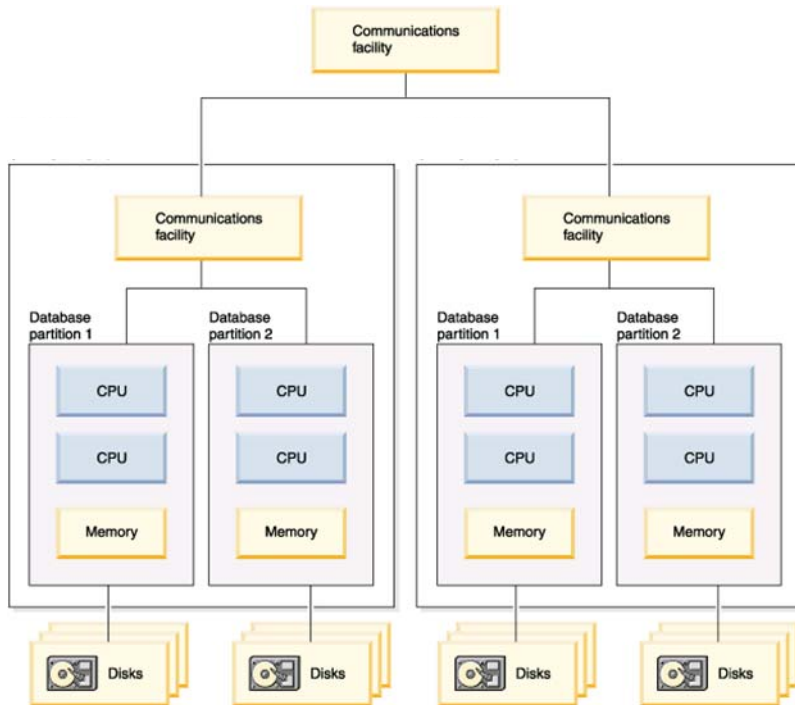 Communications
facility
Communications
facility
Communications
facility
Database
partition 1
Database
partition 2
Database
partition 1
Database
partition 2
CPU
CPU
CPU
CPU
CPU
CPU
CPU
CPU
Memory
Memory
Memory
Memory
Disks
Disks
Disks
Disks